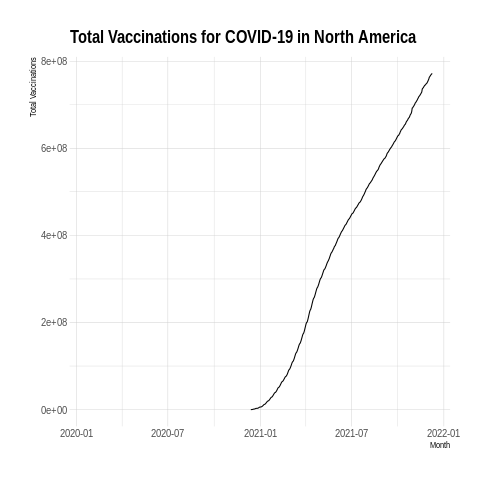 Total Vaccinations for COVID-19 in North America
Total Vaccinations
8e+08
6e+08
4e+08
2e+08
0e+00
2020-01 2020-07 2021-01 2021-07 2022-01
Month